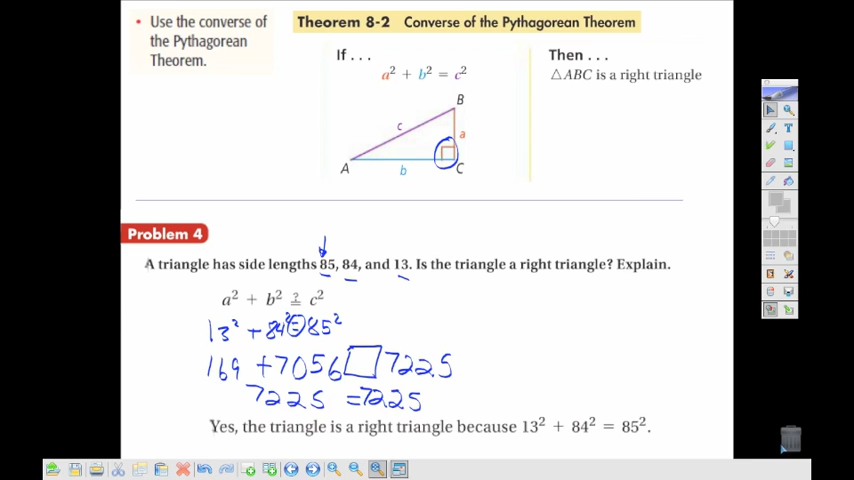 • Use the converse of
the Pythagorean
Theorem.
Theorem 8-2 Converse of the Pythagorean Theorem
If . . .
a² + b² = c²
Then . . .
△ABC is a right triangle
B
c
a
A
b
C
Problem 4
A triangle has side lengths 85, 84, and 13. Is the triangle a right triangle? Explain.
a² + b² ≟ c²
13² + 84² = 85²
169 + 7056 □ 7225
7225 = 7225
Yes, the triangle is a right triangle because 13² + 84² = 85².
T